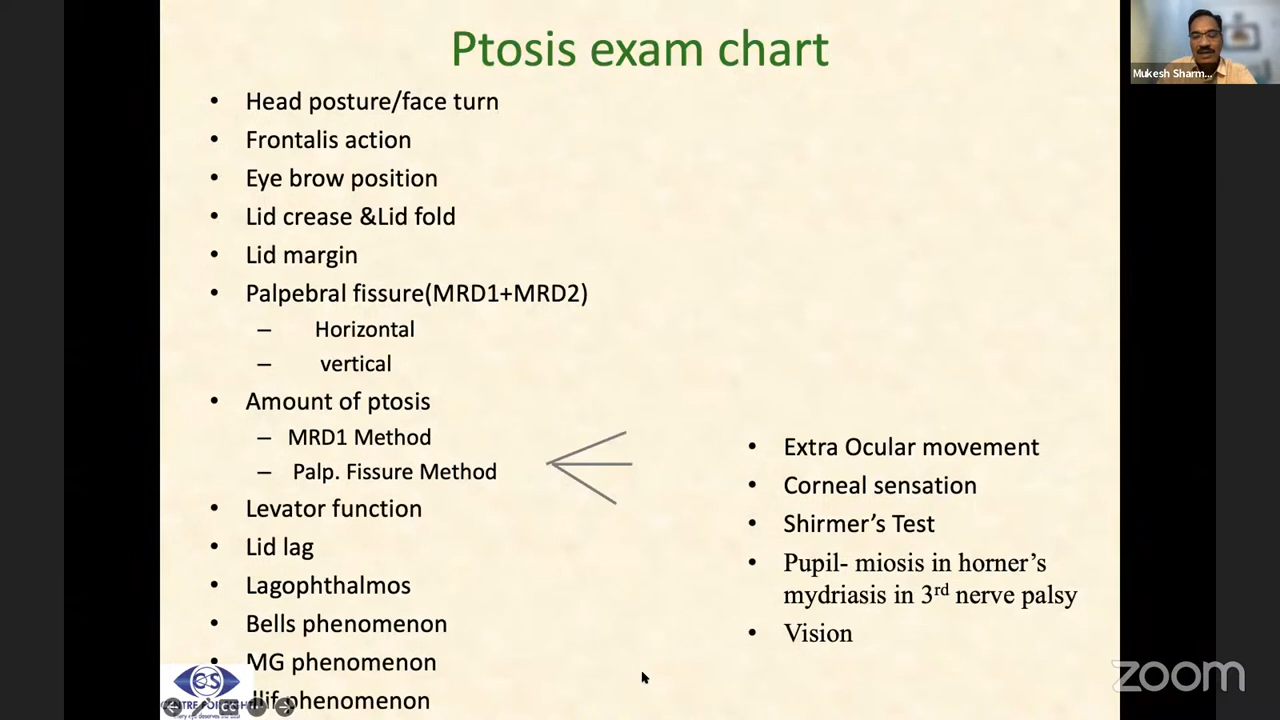 Ptosis exam chart
Mukesh Sharm...
• Head posture/face turn
• Frontalis action
• Eye brow position
• Lid crease &Lid fold
• Lid margin
• Palpebral fissure(MRD1+MRD2)
– Horizontal
– vertical
• Amount of ptosis
– MRD1 Method
– Palp. Fissure Method
• Levator function
• Lid lag
• Lagophthalmos
• Bells phenomenon
• MG phenomenon
phenomenon
• Extra Ocular movement
• Corneal sensation
• Shirmer’s Test
• Pupil- miosis in horner’s
mydriasis in 3rd nerve palsy
• Vision
zoom